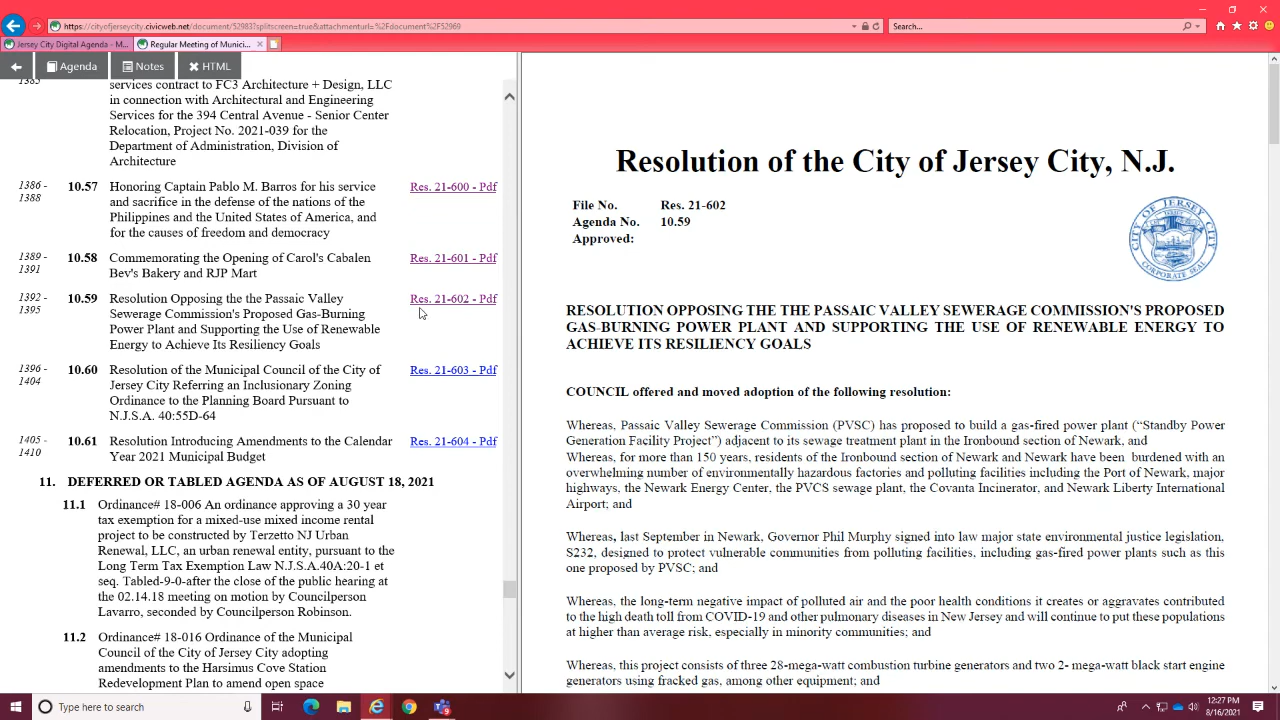 https://cityofjerseycity.civicweb.net/document/52983?splitscreen=true&attachmenturl=%2Fdocument%2F52969
Search...
Jersey City Digital Agenda - M...
Regular Meeting of Munici...
Agenda
Notes
HTML
1385
services contract to FC3 Architecture + Design, LLC
in connection with Architectural and Engineering
Services for the 394 Central Avenue - Senior Center
Relocation, Project No. 2021-039 for the
Department of Administration, Division of
Architecture
1386 -
1388
10.57 Honoring Captain Pablo M. Barros for his service
and sacrifice in the defense of the nations of the
Philippines and the United States of America, and
for the causes of freedom and democracy
Res. 21-600 - Pdf
1389 -
1391
10.58 Commemorating the Opening of Carol's Cabalen
Bev's Bakery and RJP Mart
Res. 21-601 - Pdf
1392 -
1395
10.59 Resolution Opposing the the Passaic Valley
Sewerage Commission's Proposed Gas-Burning
Power Plant and Supporting the Use of Renewable
Energy to Achieve Its Resiliency Goals
Res. 21-602 - Pdf
1396 -
1404
10.60 Resolution of the Municipal Council of the City of
Jersey City Referring an Inclusionary Zoning
Ordinance to the Planning Board Pursuant to
N.J.S.A. 40:55D-64
Res. 21-603 - Pdf
1405 -
1410
10.61 Resolution Introducing Amendments to the Calendar
Year 2021 Municipal Budget
Res. 21-604 - Pdf
11. DEFERRED OR TABLED AGENDA AS OF AUGUST 18, 2021
11.1 Ordinance# 18-006 An ordinance approving a 30 year
tax exemption for a mixed-use mixed income rental
project to be constructed by Terzetto NJ Urban
Renewal, LLC, an urban renewal entity, pursuant to the
Long Term Tax Exemption Law N.J.S.A.40A:20-1 et
seq. Tabled-9-0-after the close of the public hearing at
the 02.14.18 meeting on motion by Councilperson
Lavarro, seconded by Councilperson Robinson.
11.2 Ordinance# 18-016 Ordinance of the Municipal
Council of the City of Jersey City adopting
amendments to the Harsimus Cove Station
Redevelopment Plan to amend open space
Resolution of the City of Jersey City, N.J.
File No. Res. 21-602
Agenda No. 10.59
Approved:
CITY OF JERSEY CITY
CORPORATE SEAL
RESOLUTION OPPOSING THE THE PASSAIC VALLEY SEWERAGE COMMISSION'S PROPOSED
GAS-BURNING POWER PLANT AND SUPPORTING THE USE OF RENEWABLE ENERGY TO
ACHIEVE ITS RESILIENCY GOALS
COUNCIL offered and moved adoption of the following resolution:
Whereas, Passaic Valley Sewerage Commission (PVSC) has proposed to build a gas-fired power plant (“Standby Power
Generation Facility Project”) adjacent to its sewage treatment plant in the Ironbound section of Newark, and
Whereas, for more than 150 years, residents of the Ironbound section of Newark and Newark have been burdened with an
overwhelming number of environmentally hazardous factories and polluting facilities including the Port of Newark, major
highways, the Newark Energy Center, the PVCS sewage plant, the Covanta Incinerator, and Newark Liberty International
Airport; and
Whereas, last September in Newark, Governor Phil Murphy signed into law major state environmental justice legislation,
S232, designed to protect vulnerable communities from polluting facilities, including gas-fired power plants such as this
one proposed by PVSC; and
Whereas, the long-term negative impact of polluted air and the poor health conditions it creates or aggravates contributed
to the high death toll from COVID-19 and other pulmonary diseases in New Jersey and will continue to put these populations
at higher than average risk, especially in minority communities; and
Whereas, this project consists of three 28-mega-watt combustion turbine generators and two 2- mega-watt black start engine
generators using fracked gas, among other equipment; and
Type here to search
12:27 PM
8/16/2021